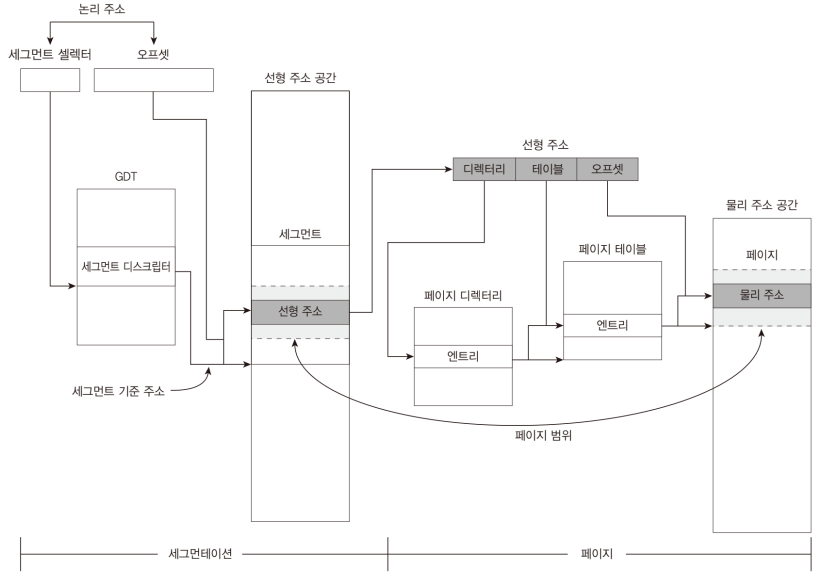 논리 주소
세그먼트 셀렉터
오프셋
선형 주소 공간
선형 주소
디렉터리
테이블
오프셋
GDT
물리 주소 공간
세그먼트
페이지 테이블
페이지
세그먼트 디스크립터
페이지 디렉터리
물리 주소
선형 주소
엔트리
엔트리
세그먼트 기준 주소
페이지 범위
세그먼테이션
페이지